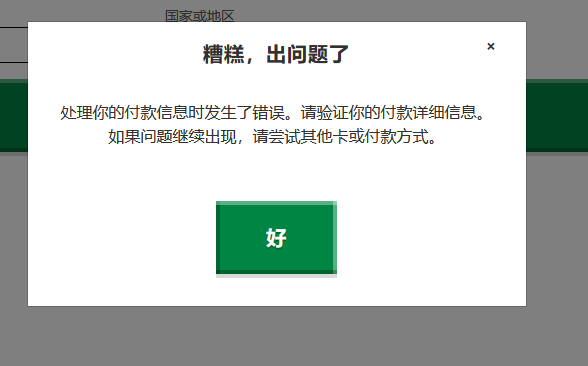 国家或地区
糟糕，出问题了
×
处理你的付款信息时发生了错误。请验证你的付款详细信息。
如果问题继续出现，请尝试其他卡或付款方式。
好